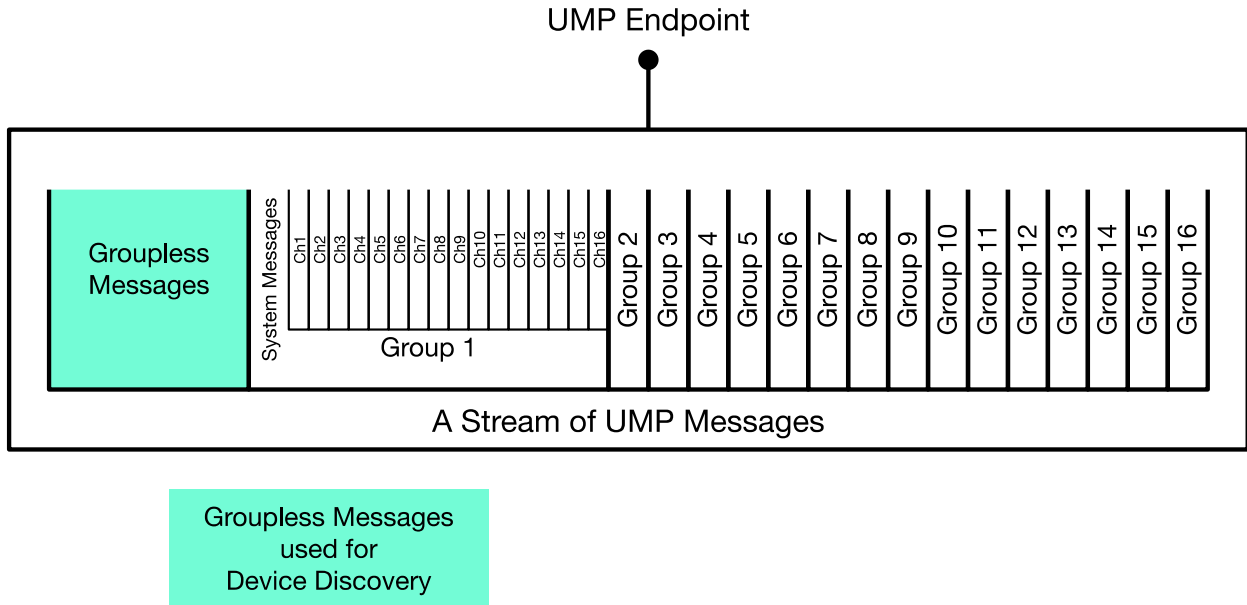 UMP Endpoint
Groupless
Messages
System Messages
Ch1
Ch2
Ch3
Ch4
Ch5
Ch6
Ch7
Ch8
Ch9
Ch10
Ch11
Ch12
Ch13
Ch14
Ch15
Ch16
Group 1
Group 2
Group 3
Group 4
Group 5
Group 6
Group 7
Group 8
Group 9
Group 10
Group 11
Group 12
Group 13
Group 14
Group 15
Group 16
A Stream of UMP Messages
Groupless Messages
used for
Device Discovery